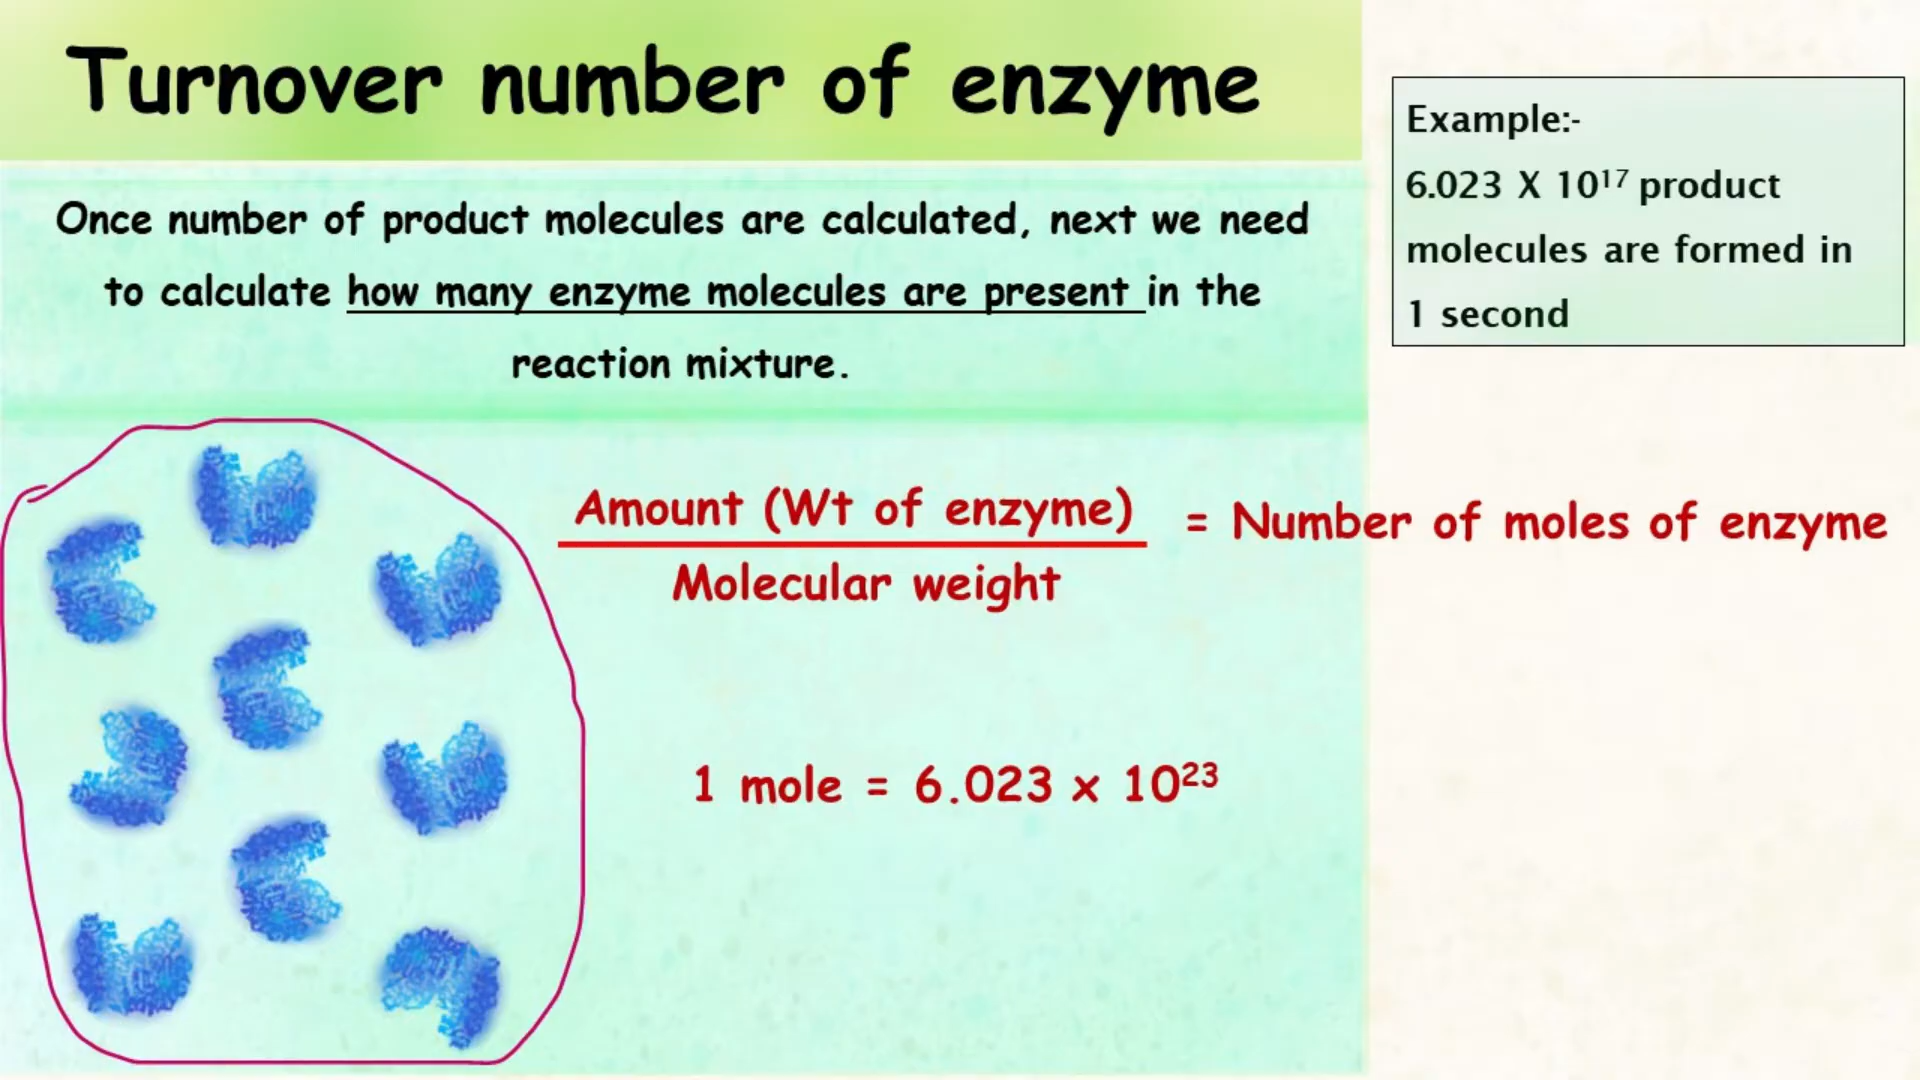 Turnover number of enzyme
Once number of product molecules are calculated, next we need
to calculate how many enzyme molecules are present in the
reaction mixture.
Example:-
6.023 X 10¹⁷ product
molecules are formed in
1 second
Amount (Wt of enzyme)
Molecular weight
= Number of moles of enzyme
1 mole = 6.023 x 10²³